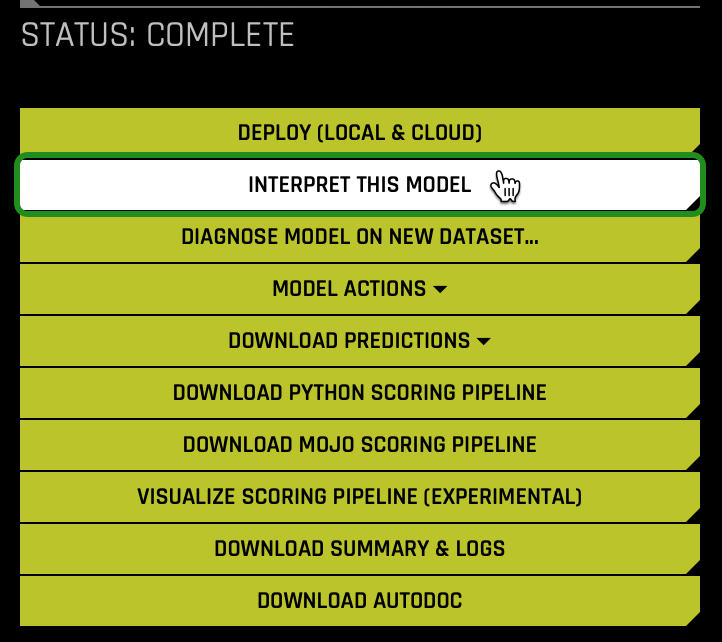 STATUS: COMPLETE
DEPLOY (LOCAL & CLOUD)
INTERPRET THIS MODEL
DIAGNOSE MODEL ON NEW DATASET...
MODEL ACTIONS
DOWNLOAD PREDICTIONS
DOWNLOAD PYTHON SCORING PIPELINE
DOWNLOAD MOJO SCORING PIPELINE
VISUALIZE SCORING PIPELINE (EXPERIMENTAL)
DOWNLOAD SUMMARY & LOGS
DOWNLOAD AUTODOC